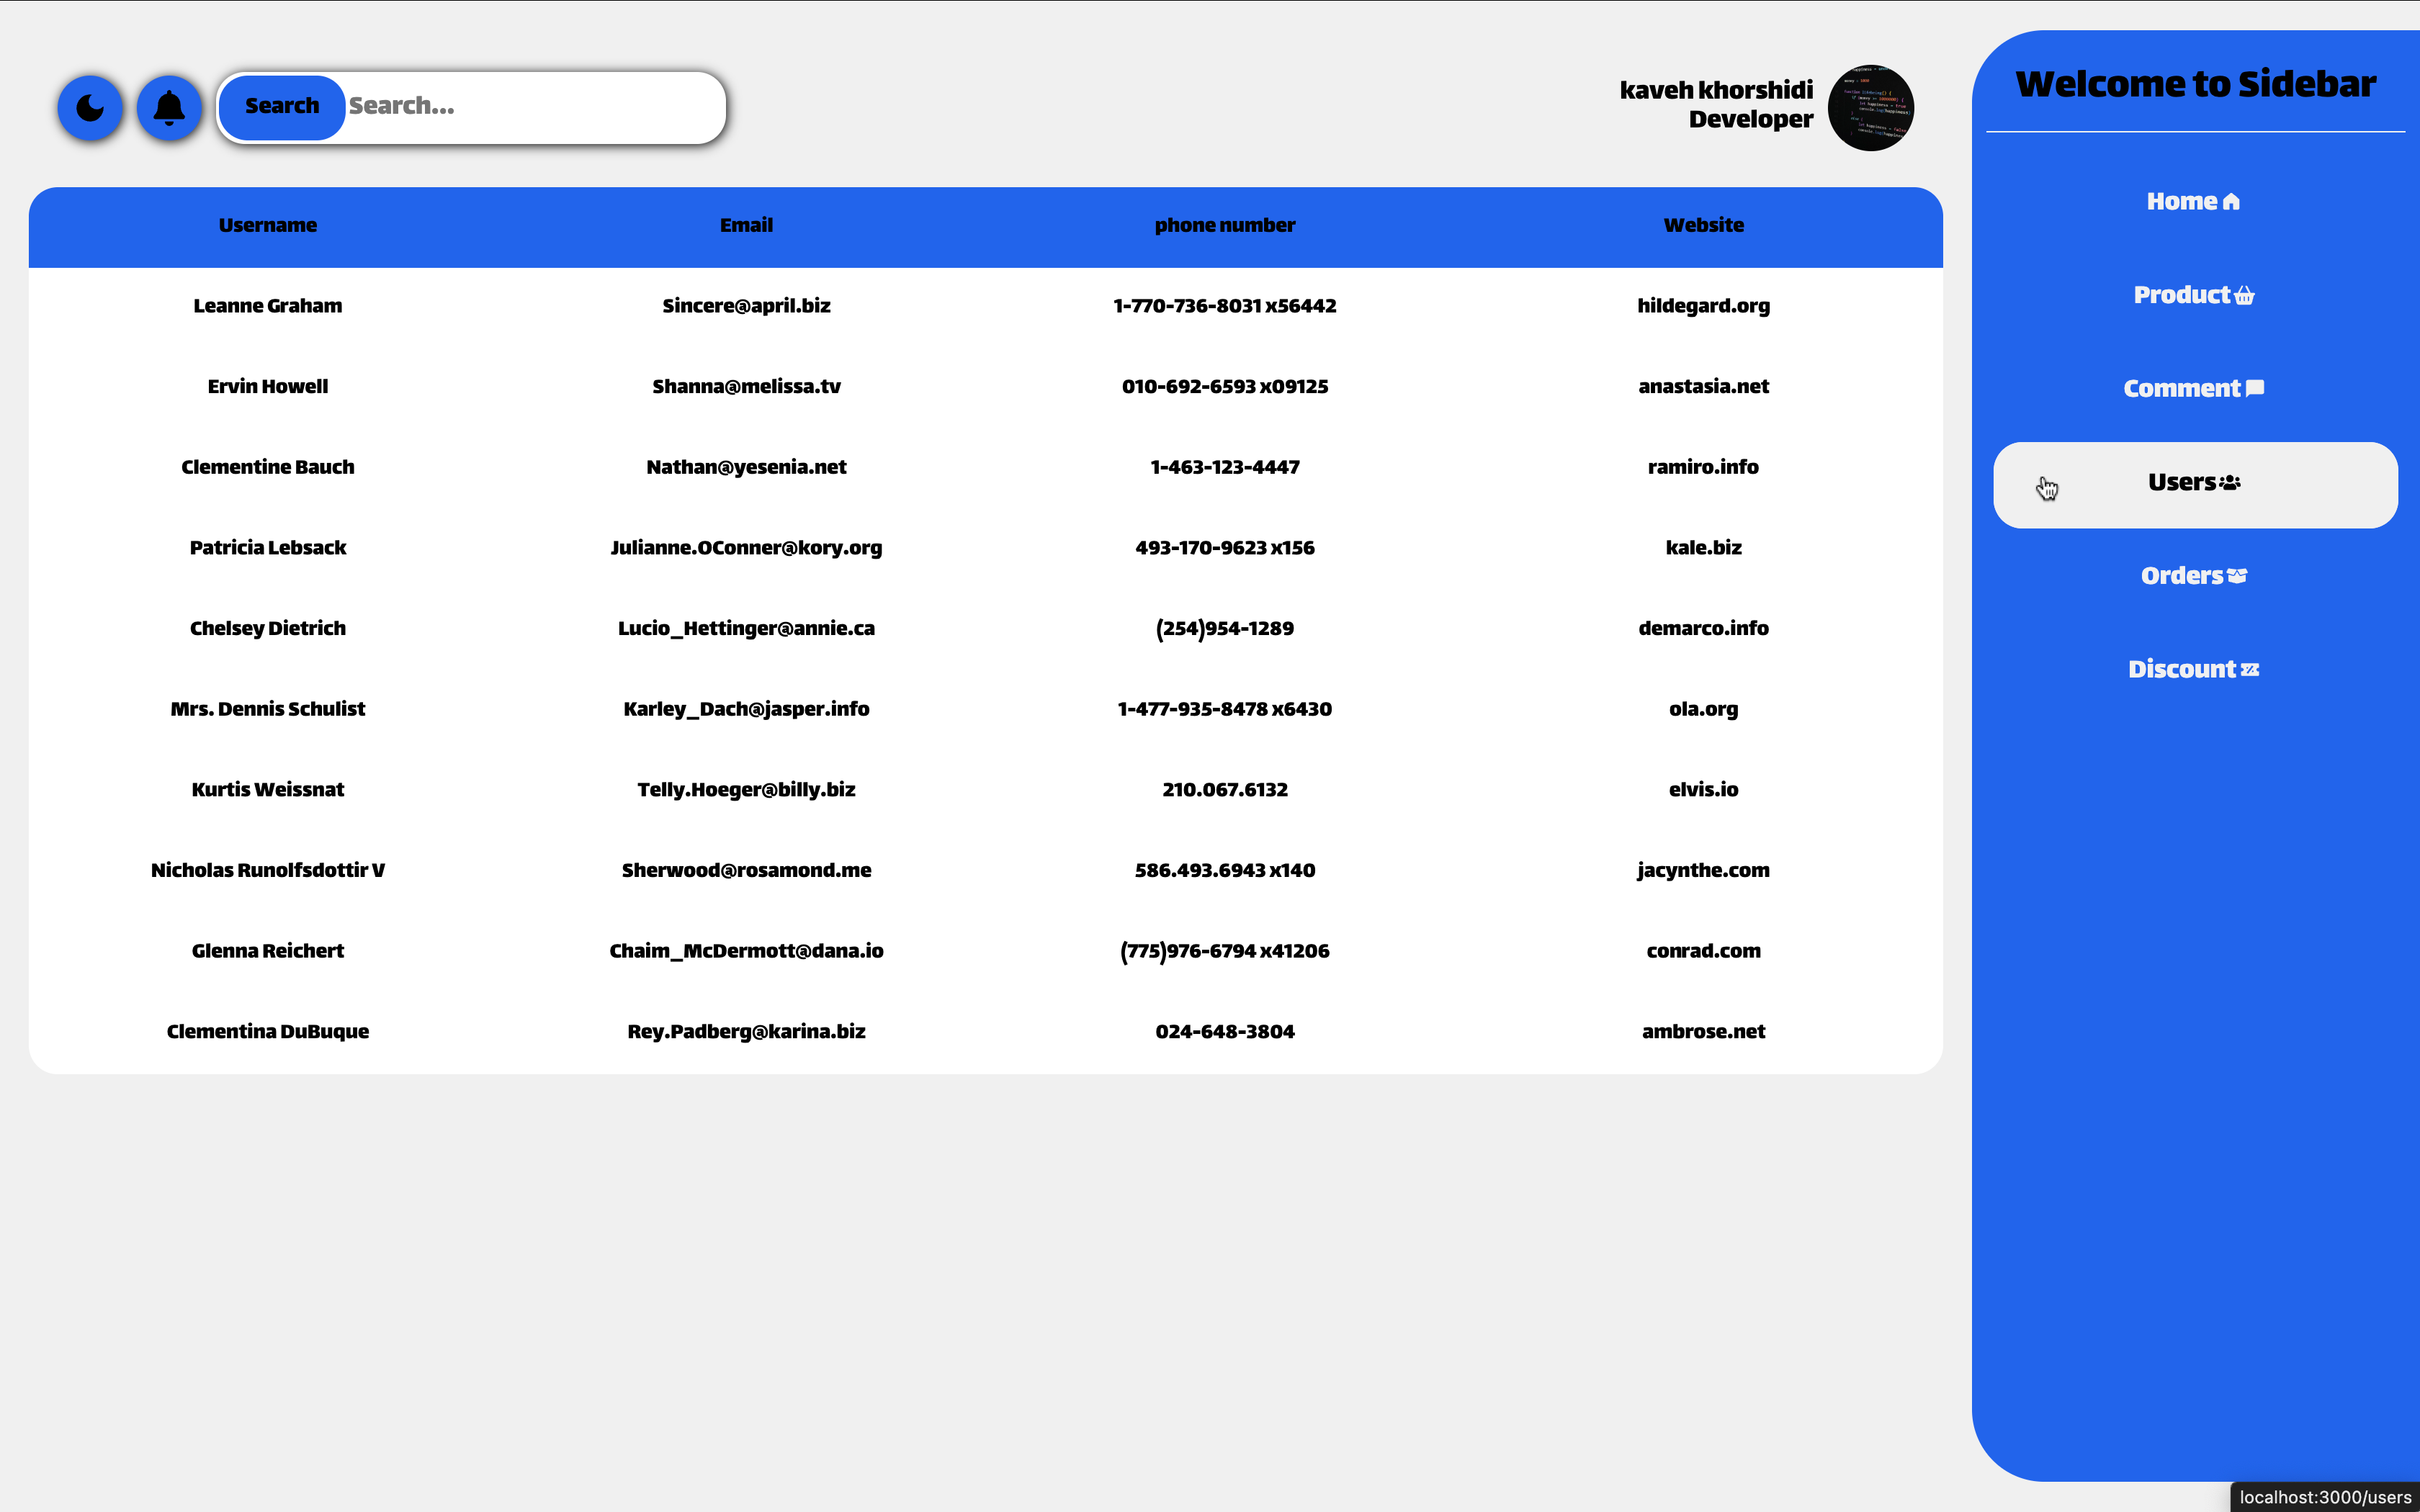 Search
Search...
kaveh khorshidi
Developer
Welcome to Sidebar
Home
Product
Comment
Users
Orders
Discount
Username Email phone number Website
Leanne Graham Sincere@april.biz 1-770-736-8031 x56442 hildegard.org
Ervin Howell Shanna@melissa.tv 010-692-6593 x09125 anastasia.net
Clementine Bauch Nathan@yesenia.net 1-463-123-4447 ramiro.info
Patricia Lebsack Julianne.OConner@kory.org 493-170-9623 x156 kale.biz
Chelsey Dietrich Lucio_Hettinger@annie.ca (254)954-1289 demarco.info
Mrs. Dennis Schulist Karley_Dach@jasper.info 1-477-935-8478 x6430 ola.org
Kurtis Weissnat Telly.Hoeger@billy.biz 210.067.6132 elvis.io
Nicholas Runolfsdottir V Sherwood@rosamond.me 586.493.6943 x140 jacynthe.com
Glenna Reichert Chaim_McDermott@dana.io (775)976-6794 x41206 conrad.com
Clementina DuBuque Rey.Padberg@karina.biz 024-648-3804 ambrose.net
localhost:3000/users